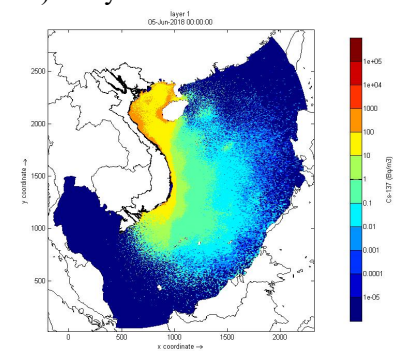 layer 1
05-Jun-2018 00:00:00
2500
2000
1500
1000
500
y coordinate →
0
500
1000
1500
2000
x coordinate →
1e+05
1e+04
1000
100
10
1
0.1
0.01
0.001
0.0001
1e-05
Cs-137 (Bq/m3)